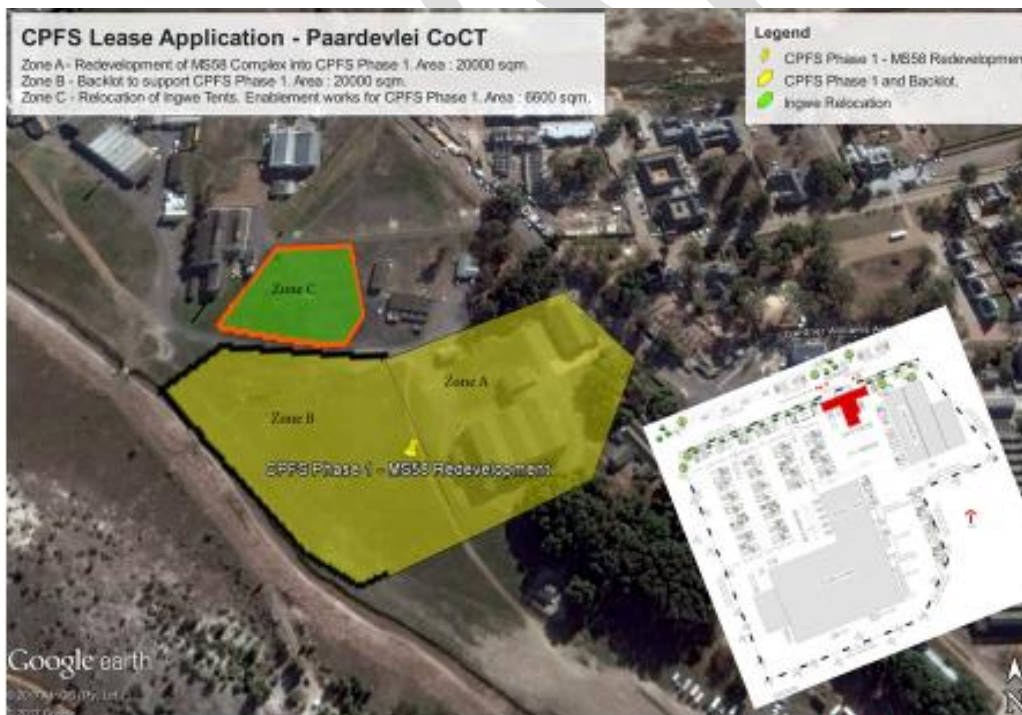 CPFS Lease Application - Paardevlei CoCT
Zone A - Redevelopment of MS58 Complex into CPFS Phase 1. Area : 20000 sqm.
Zone B - Backlot to support CPFS Phase 1. Area : 20000 sqm.
Zone C - Relocation of Ingwe Tents. Enablement works for CPFS Phase 1. Area : 6600 sqm.
Legend
CPFS Phase 1 - MS58 Redevelopment
CPFS Phase 1 and Backlot.
Ingwe Relocation
Zone C
Zone A
Zone B
CPFS Phase 1 - MS58 Redevelopment
Gardner Williams
Google earth
N